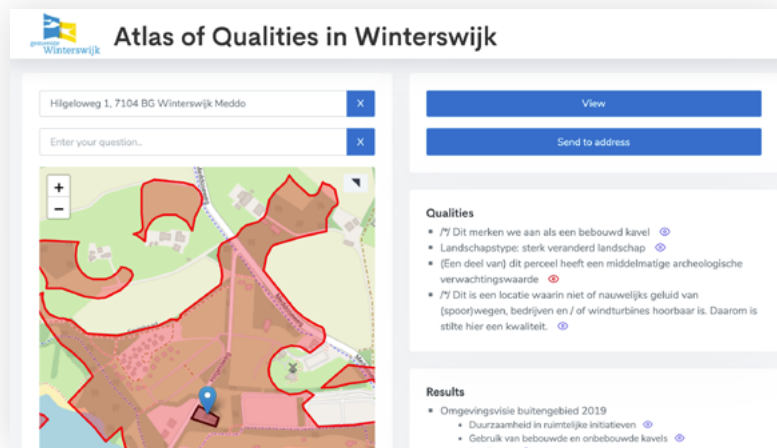 gemeente
Winterswijk
Atlas of Qualities in Winterswijk
Hilgeloweg 1, 7104 BG Winterswijk Meddo
X
Enter your question..
X
+
−
View
Send to address
Qualities
/*/ Dit merken we aan als een bebouwd kavel
Landschapstype: sterk veranderd landschap
(Een deel van) dit perceel heeft een middelmatige archeologische
verwachtingswaarde
/*/ Dit is een locatie waarin niet of nauwelijks geluid van
(spoor)wegen, bedrijven en / of windturbines hoorbaar is. Daarom is
stilte hier een kwaliteit.
Results
Omgevingsvisie buitengebied 2019
Duurzaamheid in ruimtelijke initiatieven
Gebruik van bebouwde en onbebouwde kavels